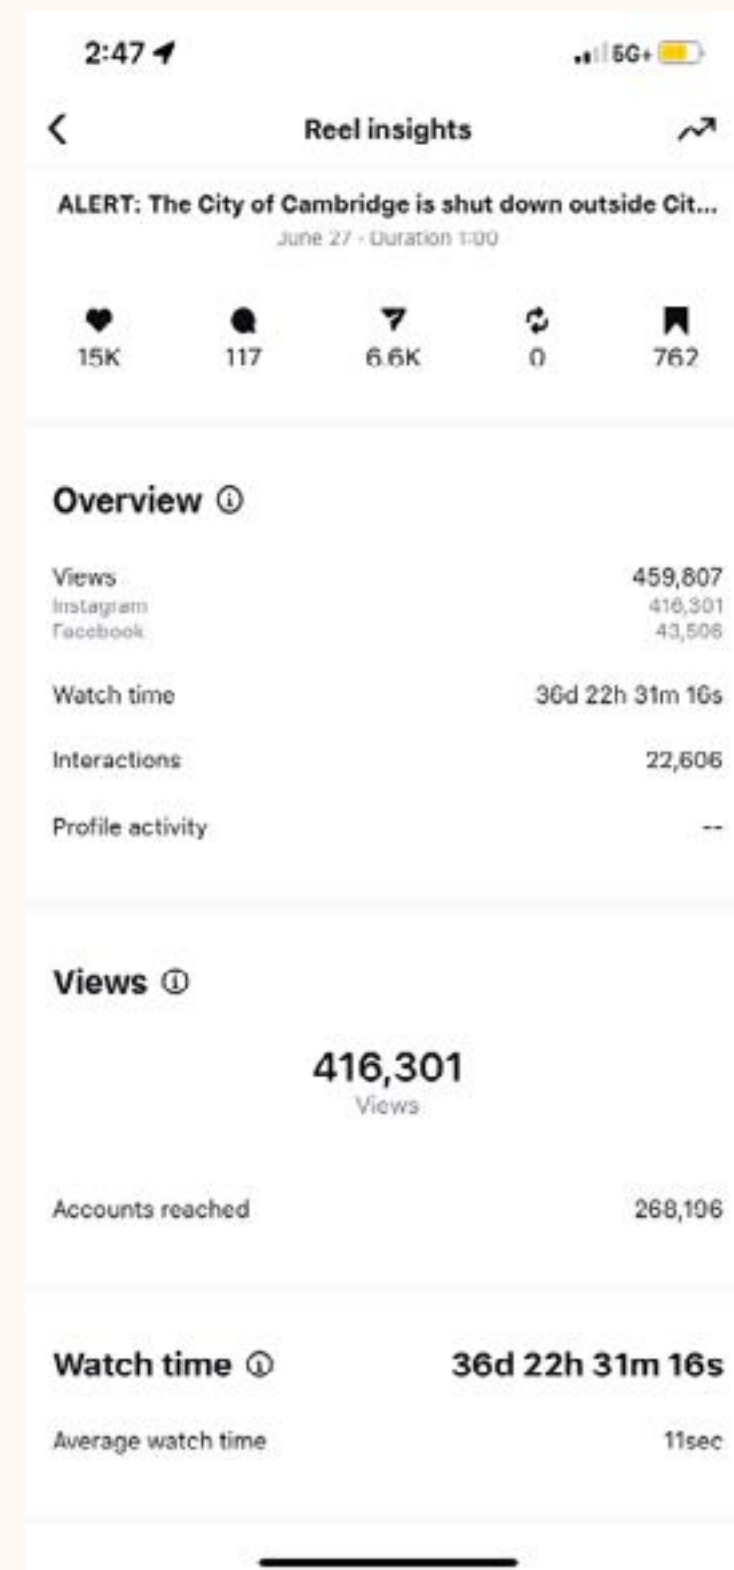 2:47 5G+
Reel insights
ALERT: The City of Cambridge is shut down outside Cit...
June 27 - Duration 1:00
15K 117 6.6K 0 762
Overview
Views 459,807
Instagram 416,301
Facebook 43,506
Watch time 36d 22h 31m 16s
Interactions 22,606
Profile activity --
Views
416,301
Views
Accounts reached 268,196
Watch time 36d 22h 31m 16s
Average watch time 11sec